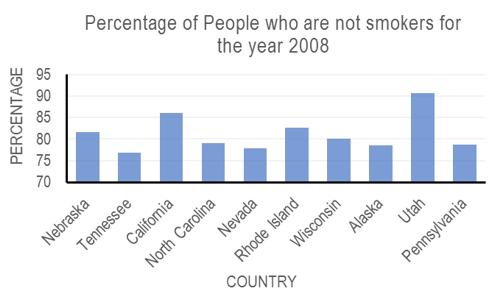 Percentage of People who are not smokers for
the year 2008
PERCENTAGE
95
90
85
80
75
70
Nebraska
Tennessee
California
North Carolina
Nevada
Rhode Island
Wisconsin
Alaska
Utah
Pennsylvania
COUNTRY